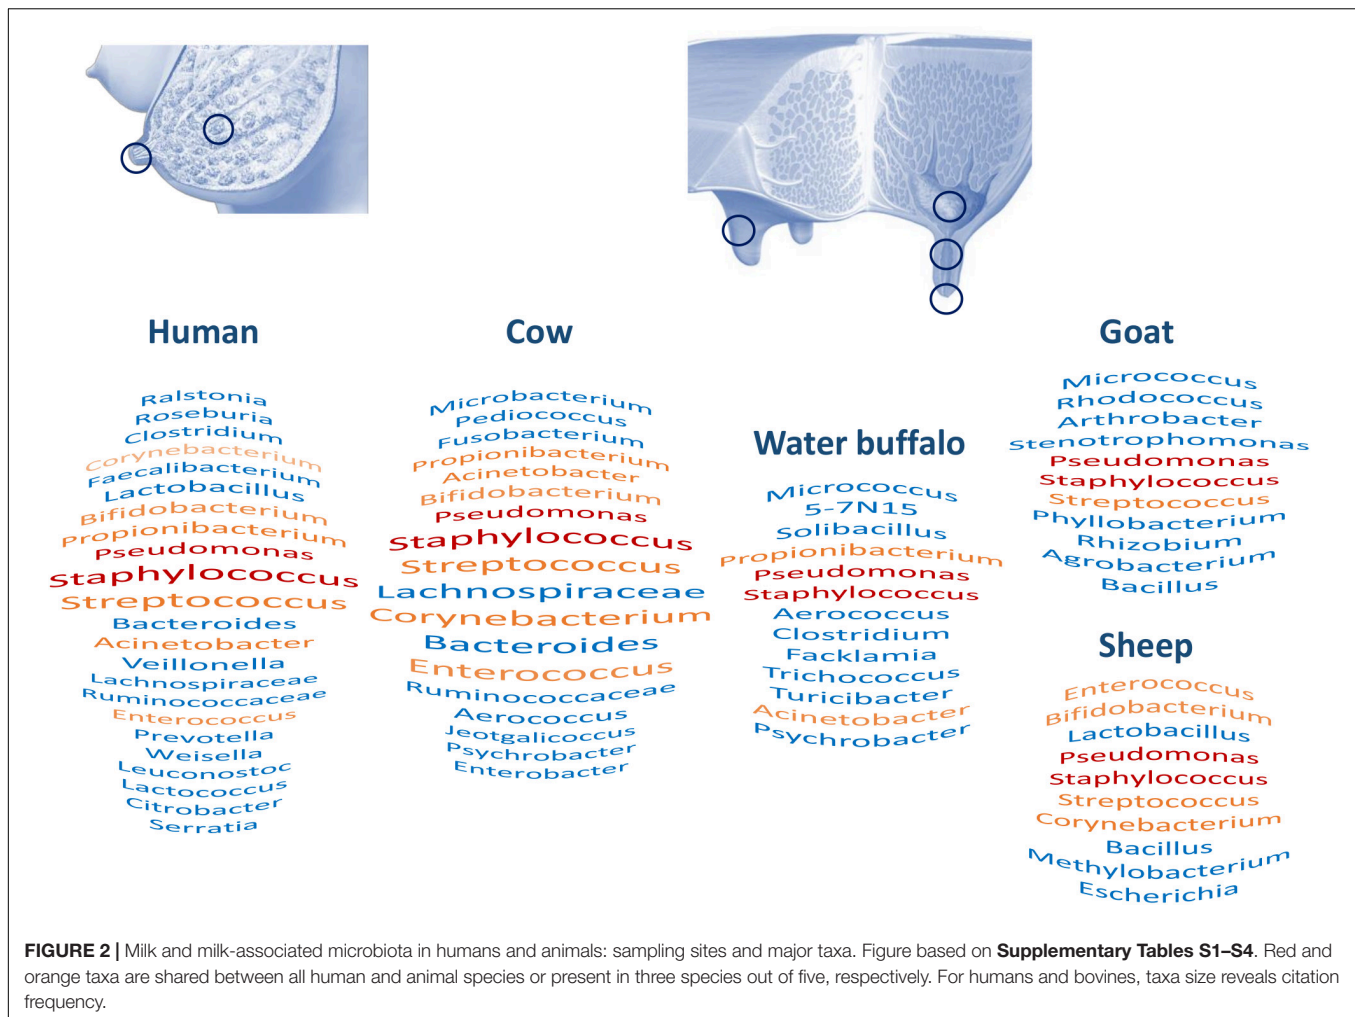 Human
Ralstonia
Roseburia
Clostridium
Corynebacterium
Faecalibacterium
Lactobacillus
Bifidobacterium
Propionibacterium
Pseudomonas
Staphylococcus
Streptococcus
Bacteroides
Acinetobacter
Veillonella
Lachnospiraceae
Ruminococcaceae
Enterococcus
Prevotella
Weisella
Leuconostoc
Lactococcus
Citrobacter
Serratia
Cow
Microbacterium
Pediococcus
Fusobacterium
Propionibacterium
Acinetobacter
Bifidobacterium
Pseudomonas
Staphylococcus
Streptococcus
Lachnospiraceae
Corynebacterium
Bacteroides
Enterococcus
Ruminococcaceae
Aerococcus
Jeotgalicoccus
Psychrobacter
Enterobacter
Water buffalo
Micrococcus
5-7N15
Solibacillus
Propionibacterium
Pseudomonas
Staphylococcus
Aerococcus
Clostridium
Facklamia
Trichococcus
Turicibacter
Acinetobacter
Psychrobacter
Goat
Micrococcus
Rhodococcus
Arthrobacter
Stenotrophomonas
Pseudomonas
Staphylococcus
Streptococcus
Phyllobacterium
Rhizobium
Agrobacterium
Bacillus
Sheep
Enterococcus
Bifidobacterium
Lactobacillus
Pseudomonas
Staphylococcus
Streptococcus
Corynebacterium
Bacillus
Methylobacterium
Escherichia
FIGURE 2 | Milk and milk-associated microbiota in humans and animals: sampling sites and major taxa. Figure based on Supplementary Tables S1–S4. Red and
orange taxa are shared between all human and animal species or present in three species out of five, respectively. For humans and bovines, taxa size reveals citation
frequency.